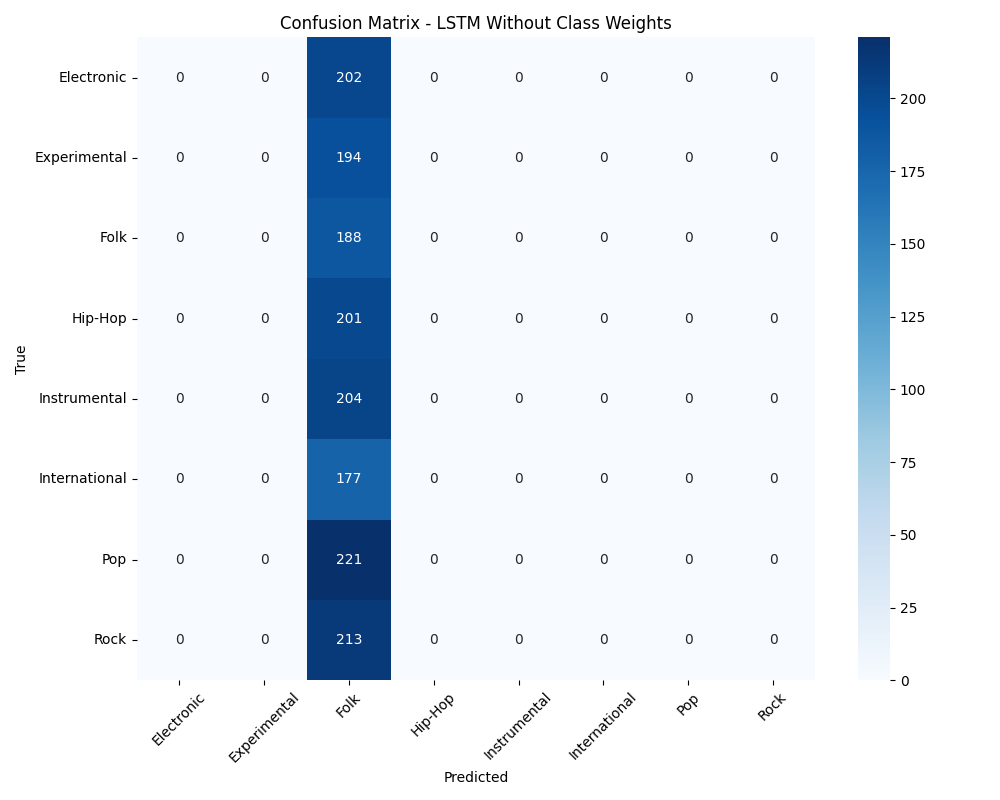 Confusion Matrix - LSTM Without Class Weights
Electronic 0 0 202 0 0 0 0 0
Experimental 0 0 194 0 0 0 0 0
Folk 0 0 188 0 0 0 0 0
Hip-Hop 0 0 201 0 0 0 0 0
Instrumental 0 0 204 0 0 0 0 0
International 0 0 177 0 0 0 0 0
Pop 0 0 221 0 0 0 0 0
Rock 0 0 213 0 0 0 0 0
True
Electronic Experimental Folk Hip-Hop Instrumental International Pop Rock
Predicted
200
175
150
125
100
75
50
25
0